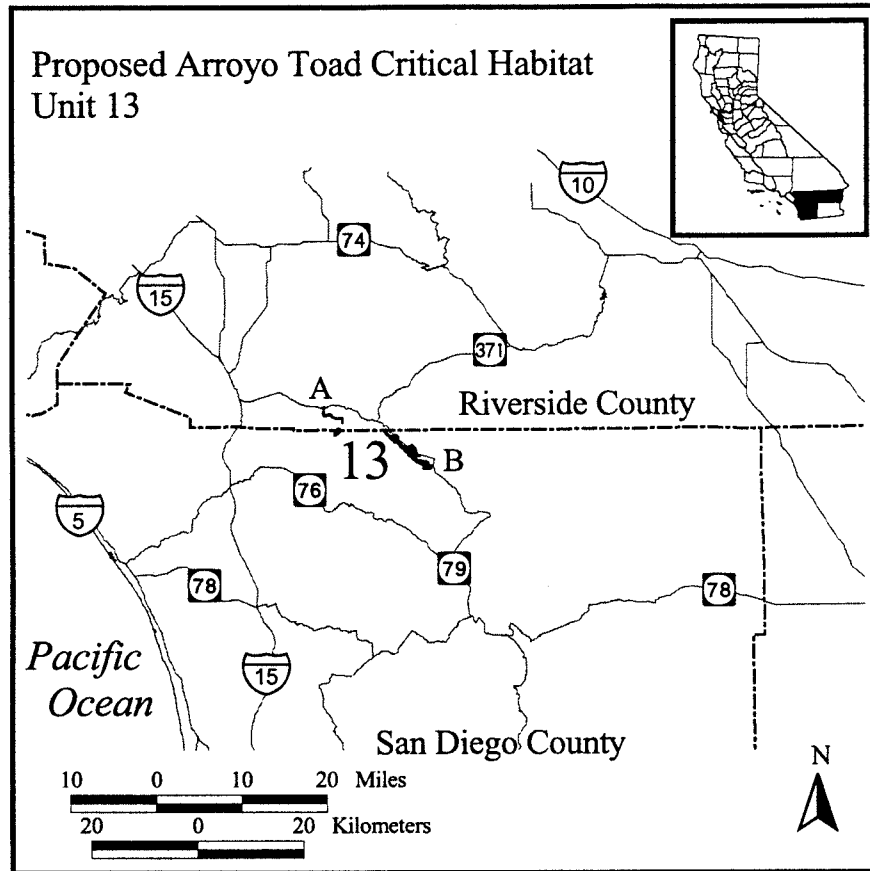 Proposed Arroyo Toad Critical Habitat
Unit 13
10
74
15
371
A
Riverside County
13
B
76
5
79
78
78
Pacific
Ocean
15
San Diego County
N
10 0 10 20 Miles
20 0 20 Kilometers